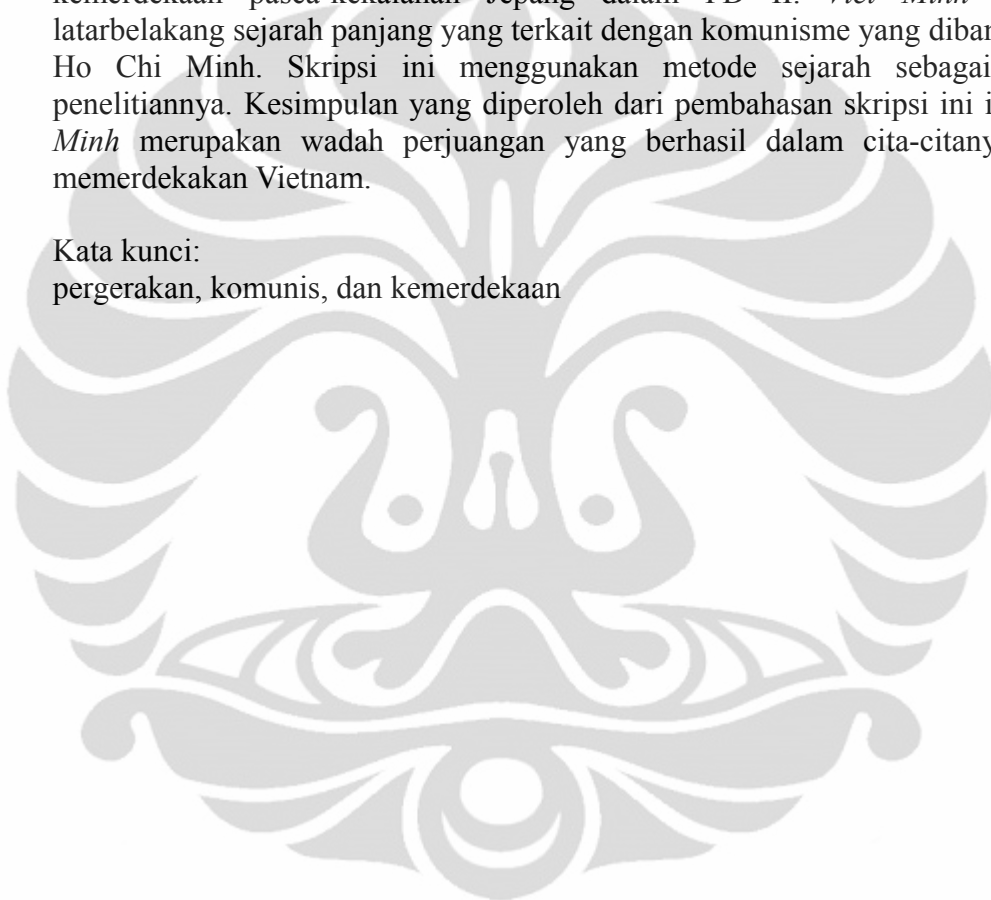 kemerdekaan pasca-kekalahan Jepang dalam PD II. Viet Minh
latarbelakang sejarah panjang yang terkait dengan komunisme yang dibar
Ho Chi Minh. Skripsi ini menggunakan metode sejarah sebagai
penelitiannya. Kesimpulan yang diperoleh dari pembahasan skripsi ini i
Minh merupakan wadah perjuangan yang berhasil dalam cita-citany
memerdekakan Vietnam.
Kata kunci:
pergerakan, komunis, dan kemerdekaan